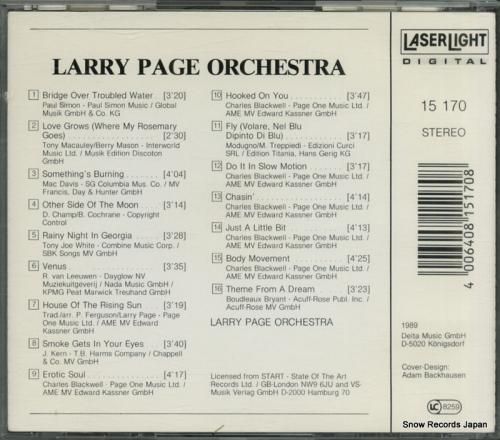 LARRY PAGE ORCHESTRA
1 Bridge Over Troubled Water . [3'20]
Paul Simon - Paul Simon Music / Global
Musik GmbH & Co. KG
2 Love Grows (Where My Rosemary
Goes) . . . . . . . . . . . . . [2'30]
Tony Macauley/Berry Mason - Interworld
Music Ltd. / Musik Edition Discoton
GmbH
3 Something's Burning . . . . [4'04]
Mac Davis - SG Columbia Mus. Co. / MV
Francis, Day & Hunter GmbH
4 Other Side Of The Moon . . . [3'14]
D. Champ/B. Cochrane - Copyright
Control
5 Rainy Night In Georgia . . . . [3'28]
Tony Joe White - Combine Music Corp. /
SBK Songs MV GmbH
6 Venus . . . . . . . . . . . . [3'35]
R. van Leeuwen - Dayglow NV
Muziekuitgeverij / Nada Music GmbH /
KPMG Peat Marwick Treuhand GmbH
7 House Of The Rising Sun . . . [3'19]
Trad./arr. P. Ferguson/Larry Page - Page
One Music Ltd. / AME MV Edward
Kassner GmbH
8 Smoke Gets In Your Eyes . . [3'40]
J. Kern - T.B. Harms Company / Chappell
& Co. MV GmbH
9 Erotic Soul . . . . . . . . . . [4'17]
Charles Blackwell - Page One Music Ltd. /
AME MV Edward Kassner GmbH
10 Hooked On You . . . . . . . . [3'47]
Charles Blackwell - Page One Music Ltd. /
AME MV Edward Kassner GmbH
11 Fly (Volare, Nel Blu
Dipinto Di Blu) . . . . . . . . [3'17]
Modugno/M. Treppiedi - Edizioni Curci
SRL / Edition Titania, Hans Gerig KG
12 Do It In Slow Motion . . . . . [3'17]
Charles Blackwell - Page One Music Ltd. /
AME MV Edward Kassner GmbH
13 Chasin' . . . . . . . . . . . . [4'14]
Charles Blackwell - Page One Music Ltd. /
AME MV Edward Kassner GmbH
14 Just A Little Bit . . . . . . . . [4'13]
Charles Blackwell - Page One Music Ltd. /
AME MV Edward Kassner GmbH
15 Body Movement . . . . . . . . [4'25]
Charles Blackwell - Page One Music Ltd. /
AME MV Edward Kassner GmbH
16 Theme From A Dream . . . . [3'23]
Boudleaux Bryant - Acuff-Rose Publ. Inc. /
Acuff-Rose MV GmbH
LARRY PAGE ORCHESTRA
Licensed from START - State Of The Art
Records Ltd. / GB-London NW9 6JU and VS-
Musik Verlag GmbH D-2000 Hamburg 70
LASERLIGHT
DIGITAL
15 170
STEREO
4 006408 151708
1989
Delta Music GmbH
D-5020 Königsdorf
Cover-Design:
Adam Backhausen
LC 8259
Snow Records Japan